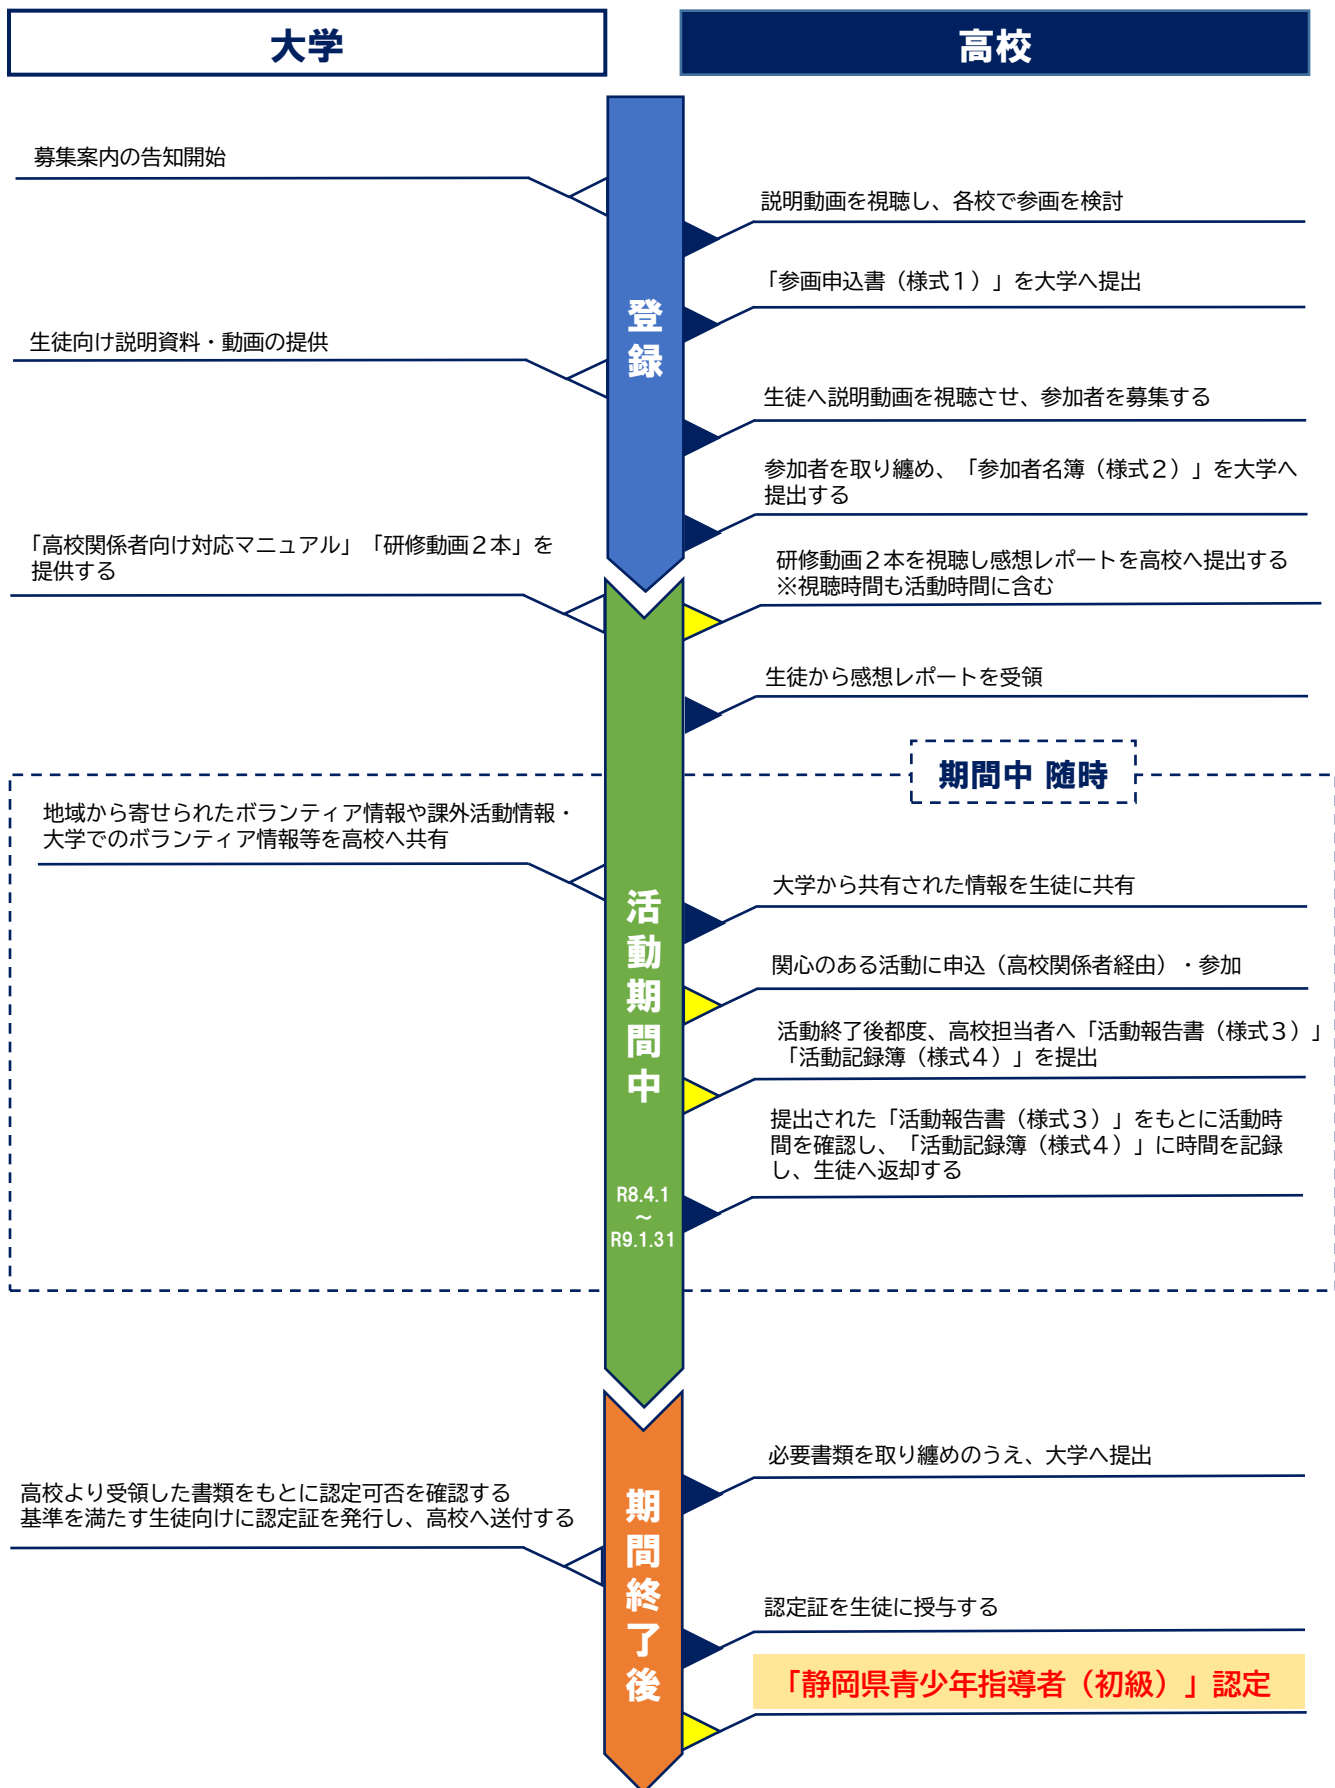 大学
高校
募集案内の告知開始
説明動画を視聴し、各校で参画を検討
「参画申込書（様式１）」を大学へ提出
登録
生徒向け説明資料・動画の提供
生徒へ説明動画を視聴させ、参加者を募集する
参加者を取り纏め、「参加者名簿（様式２）」を大学へ
提出する
「高校関係者向け対応マニュアル」「研修動画２本」を
提供する
研修動画２本を視聴し感想レポートを高校へ提出する
※視聴時間も活動時間に含む
生徒から感想レポートを受領
期間中 随時
地域から寄せられたボランティア情報や課外活動情報・
大学でのボランティア情報等を高校へ共有
大学から共有された情報を生徒に共有
活動期間中
関心のある活動に申込（高校関係者経由）・参加
活動終了後都度、高校担当者へ「活動報告書（様式３）」
「活動記録簿（様式４）」を提出
提出された「活動報告書（様式３）」をもとに活動時
間を確認し、「活動記録簿（様式４）」に時間を記録
し、生徒へ返却する
R8.4.1
～
R9.1.31
必要書類を取り纏めのうえ、大学へ提出
高校より受領した書類をもとに認定可否を確認する
基準を満たす生徒向けに認定証を発行し、高校へ送付する
期間終了後
認定証を生徒に授与する
「静岡県青少年指導者（初級）」認定